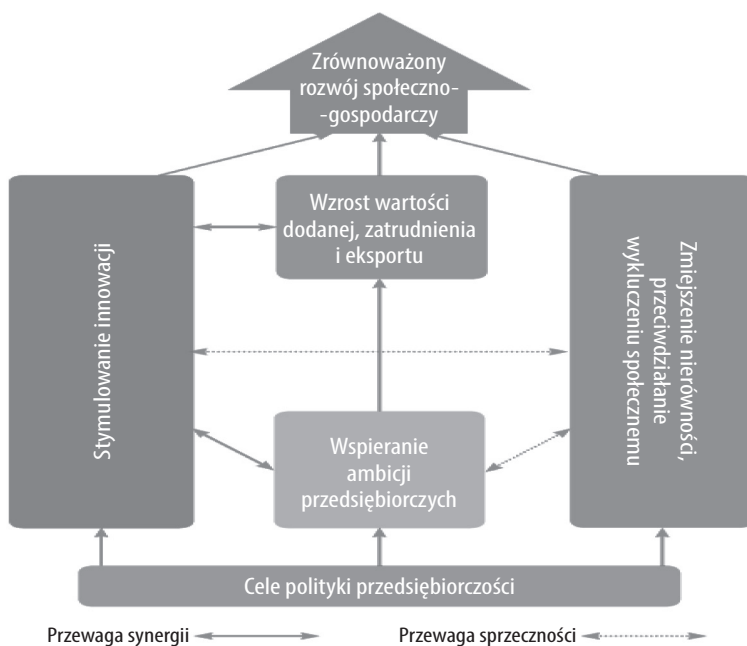 Zrównoważony
rozwój społeczno-
-gospodarczy
Wzrost wartości
dodanej, zatrudnienia
i eksportu
Stymulowanie innowacji
Zmiejszenie nierówności,
przeciwdziałanie
wykluczeniu społecznemu
Wspieranie
ambicji
przedsiębiorczych
Cele polityki przedsiębiorczości
Przewaga synergii
Przewaga sprzeczności